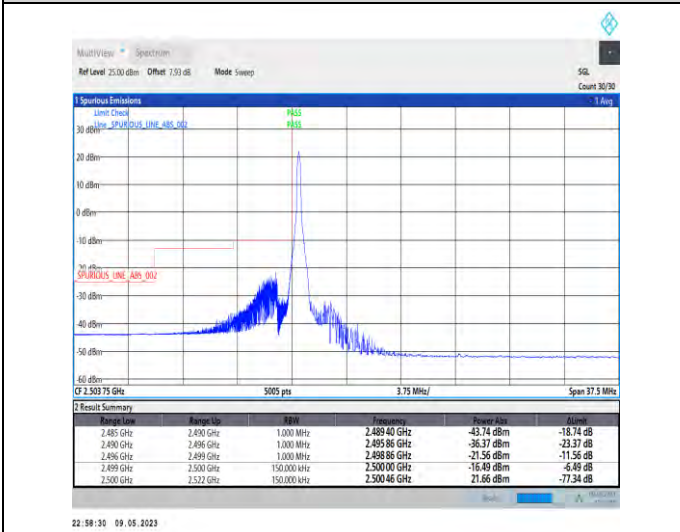 MultiView Spectrum
Ref Level 25.00 dBm Offset 7.93 dB Mode Sweep SGL
Count 30/30
1 Spurious Emissions 1 Avg
Limit Check PASS
Line _SPURIOUS_LINE_ABS_002 PASS
30 dBm
20 dBm
10 dBm
0 dBm
-10 dBm
-20 dBm
SPURIOUS_LINE_ABS_002
-30 dBm
-40 dBm
-50 dBm
-60 dBm
CF 2.503 75 GHz 5005 pts 3.75 MHz/ Span 37.5 MHz
2 Result Summary
Range Low Range Up RBW Frequency Power Abs ΔLimit
2.485 GHz 2.490 GHz 1.000 MHz 2.489 40 GHz -43.74 dBm -18.74 dB
2.490 GHz 2.496 GHz 1.000 MHz 2.495 86 GHz -36.37 dBm -23.37 dB
2.496 GHz 2.499 GHz 1.000 MHz 2.498 86 GHz -21.56 dBm -11.56 dB
2.499 GHz 2.500 GHz 150.000 kHz 2.500 00 GHz -16.49 dBm -6.49 dB
2.500 GHz 2.522 GHz 150.000 kHz 2.500 46 GHz 21.66 dBm -77.34 dB
22:58:30 09.05.2023